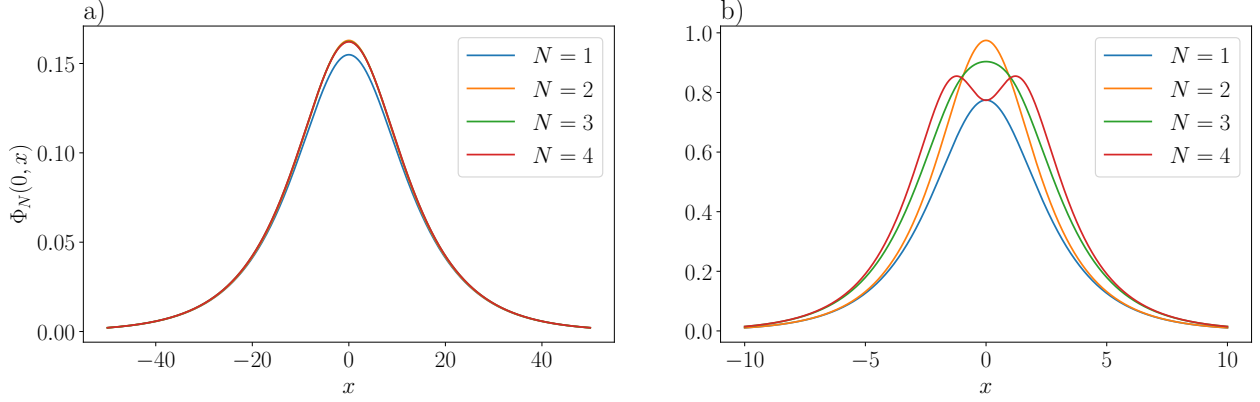 a)
Φ_N(0, x)
0.15
0.10
0.05
0.00
−40
−20
0
20
40
x
N = 1
N = 2
N = 3
N = 4
b)
1.0
0.8
0.6
0.4
0.2
0.0
−10
−5
0
5
10
x
N = 1
N = 2
N = 3
N = 4